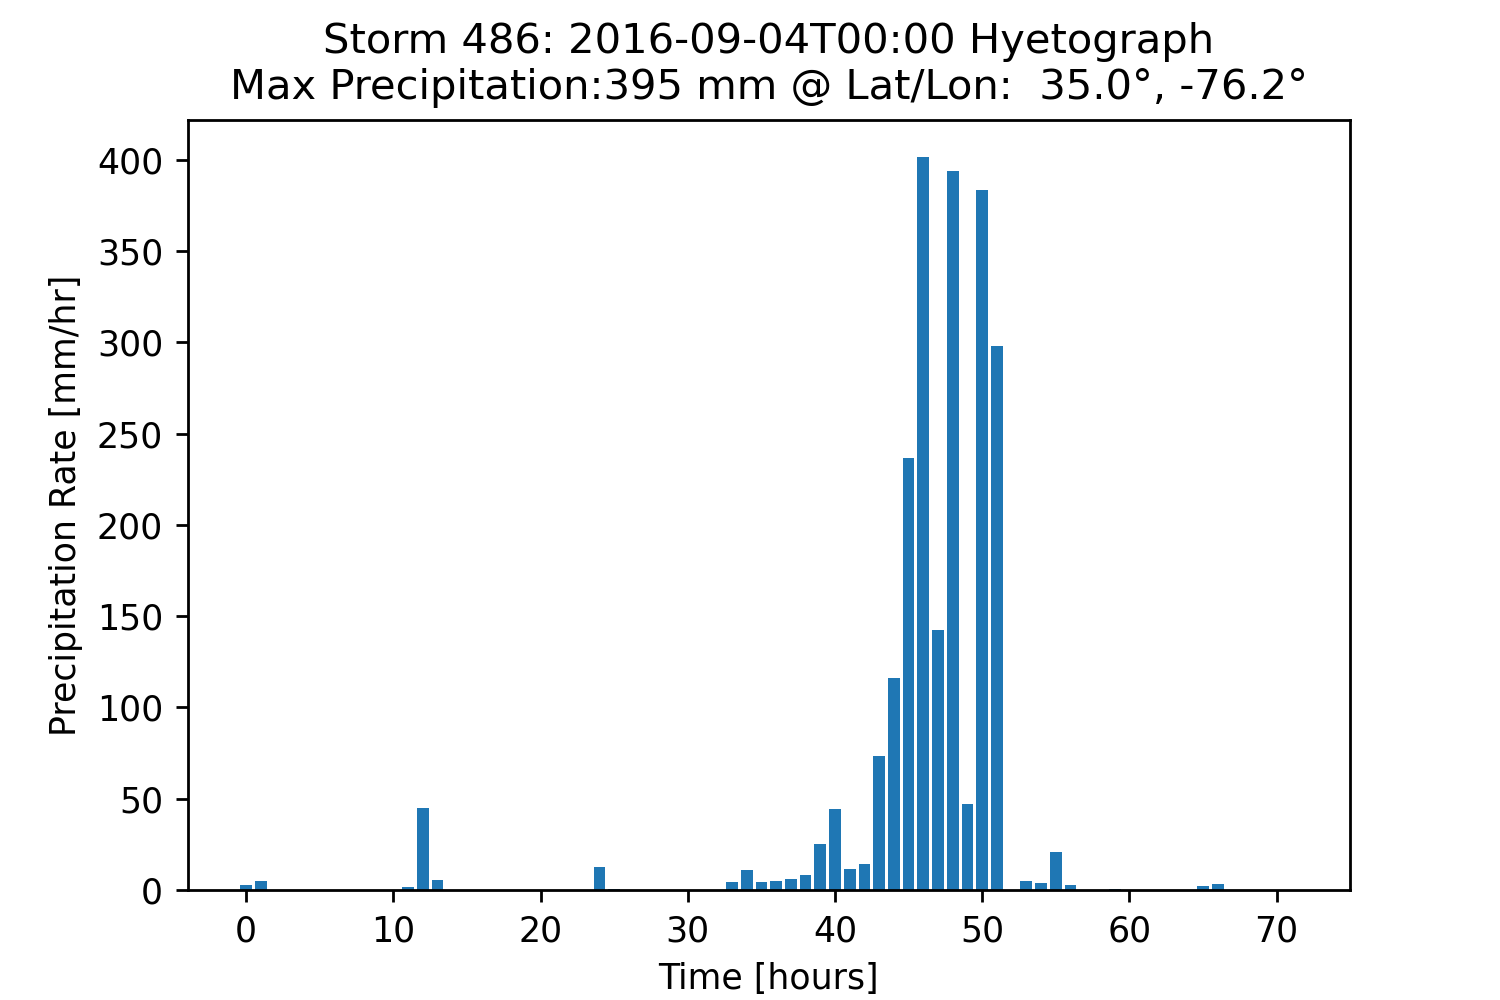 Storm 486: 2016-09-04T00:00 Hyetograph
Max Precipitation:395 mm @ Lat/Lon:  35.0°, -76.2°
400
350
300
250
200
150
100
50
0
Precipitation Rate [mm/hr]
0 10 20 30 40 50 60 70
Time [hours]